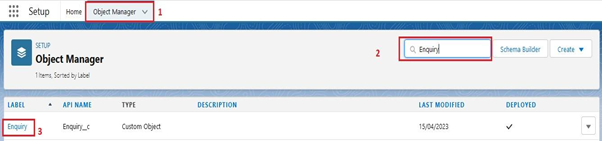 Setup Home Object Manager 1
SETUP
Object Manager
1 Items, Sorted by Label
2 Enquiry Schema Builder Create
LABEL API NAME TYPE DESCRIPTION LAST MODIFIED DEPLOYED
Enquiry 3 Enquiry__c Custom Object 15/04/2023